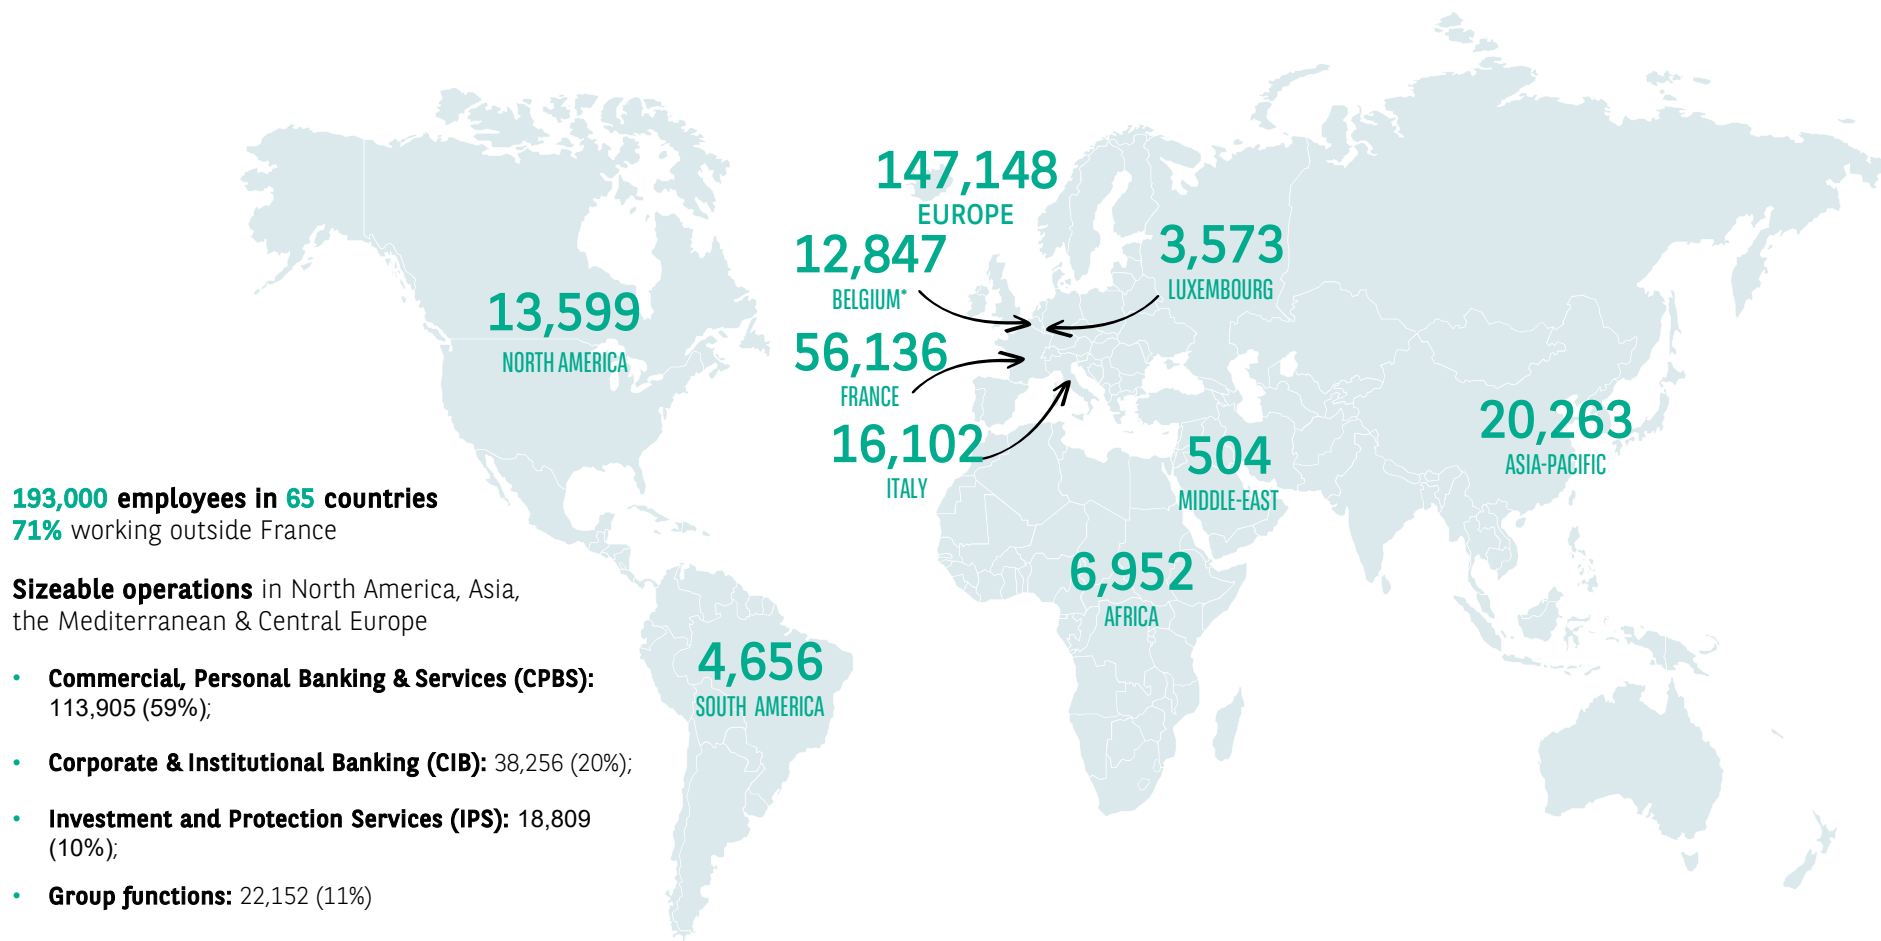 147,148
EUROPE
12,847
BELGIUM*
3,573
LUXEMBOURG
13,599
NORTH AMERICA
56,136
FRANCE
16,102
ITALY
504
MIDDLE-EAST
20,263
ASIA-PACIFIC
6,952
AFRICA
4,656
SOUTH AMERICA
193,000 employees in 65 countries
71% working outside France
Sizeable operations in North America, Asia,
the Mediterranean & Central Europe
• Commercial, Personal Banking & Services (CPBS):
113,905 (59%);
• Corporate & Institutional Banking (CIB): 38,256 (20%);
• Investment and Protection Services (IPS): 18,809
(10%);
• Group functions: 22,152 (11%)